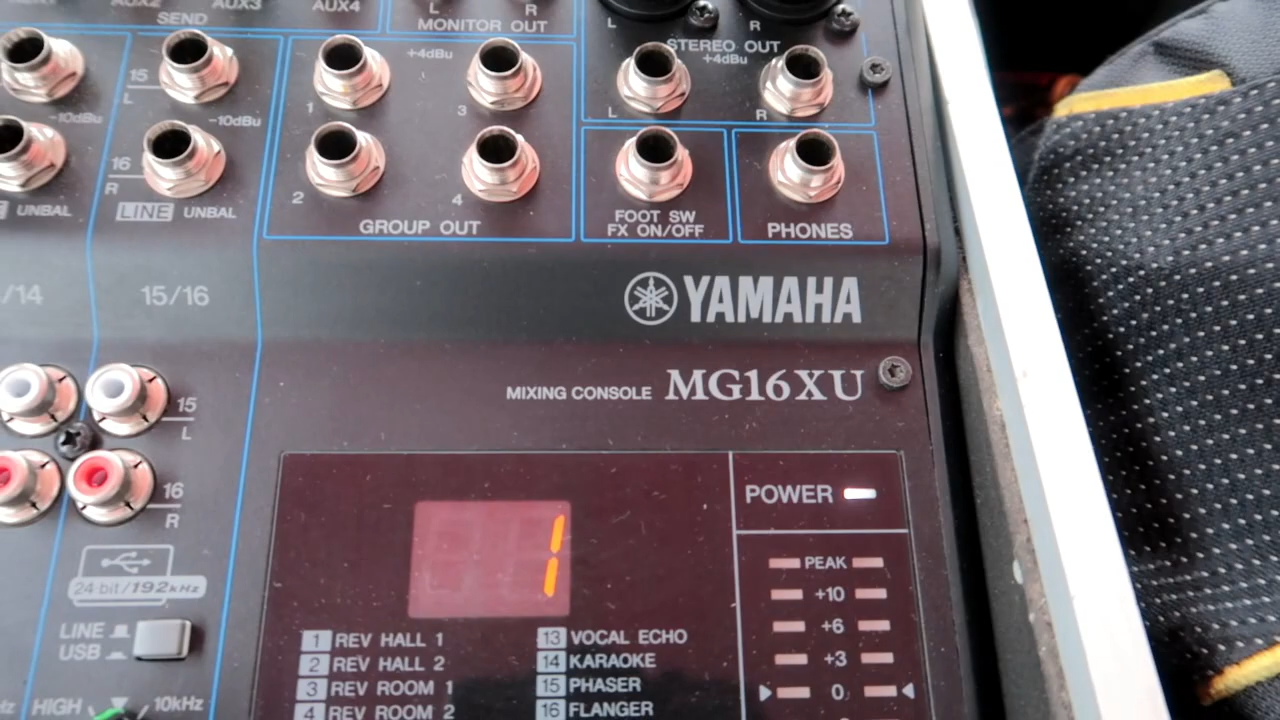 AUX2 AUX3 AUX4
SEND
L R
MONITOR OUT
L R
STEREO OUT
+4dBu
+4dBu
15
L
1 3
L R
-10dBu -10dBu
16
R
2 4
UNBAL
LINE UNBAL
GROUP OUT
FOOT SW
FX ON/OFF
PHONES
/14 15/16
YAMAHA
MIXING CONSOLE MG16XU
15
L
16
R
POWER
1
24 bit/192kHz
PEAK
+10
+6
+3
0
LINE
USB
1 REV HALL 1
2 REV HALL 2
3 REV ROOM 1
4 REV ROOM 2
13 VOCAL ECHO
14 KARAOKE
15 PHASER
16 FLANGER
Hz HIGH 10kHz